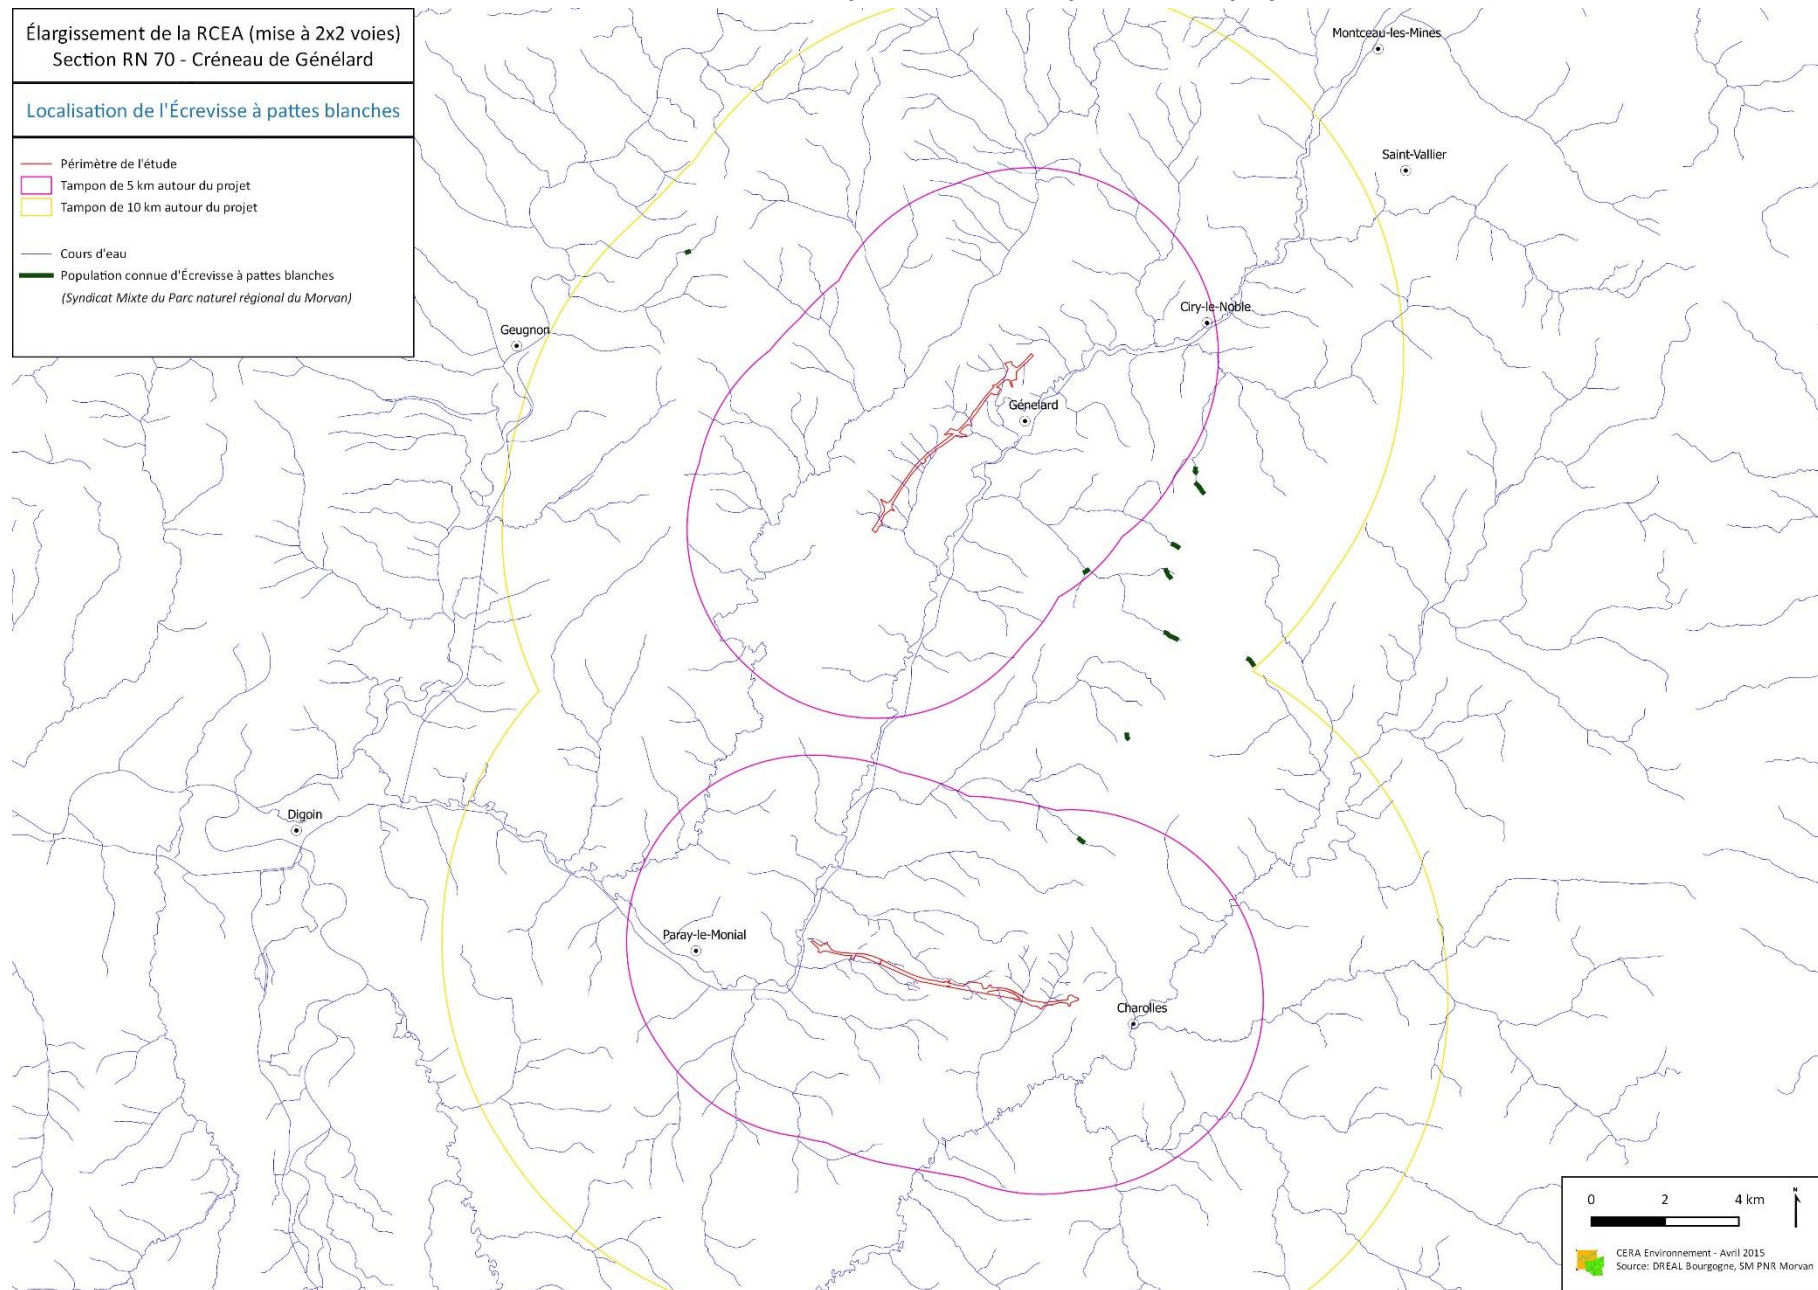 Élargissement de la RCEA (mise à 2x2 voies)
Section RN 70 - Créneau de Génélard
Localisation de l'Écrevisse à pattes blanches
Périmètre de l'étude
Tampon de 5 km autour du projet
Tampon de 10 km autour du projet
Cours d'eau
Population connue d'Écrevisse à pattes blanches
(Syndicat Mixte du Parc naturel régional du Morvan)
Montceau-les-Mines
Saint-Vallier
Ciry-le-Noble
Geugnon
Génelard
Digoin
Paray-le-Monial
Charolles
0 2 4 km
N
CERA Environnement - Avril 2015
Source: DREAL Bourgogne, SM PNR Morvan